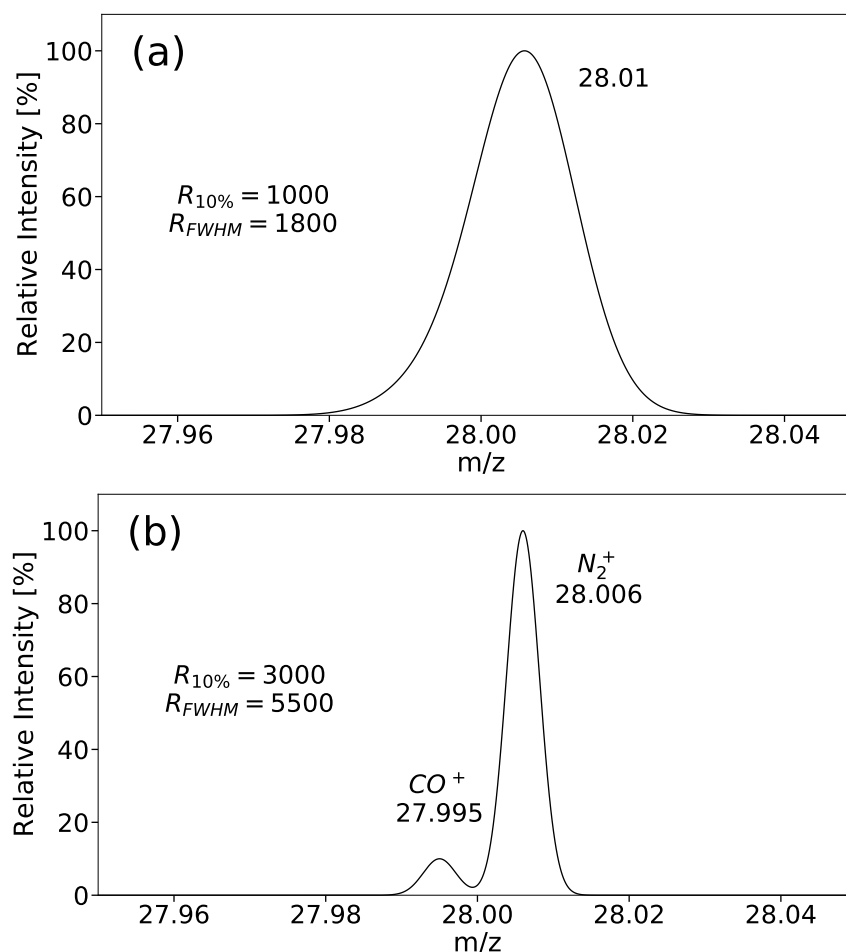 (a)
Relative Intensity [%]
100
80
60
40
20
0
28.01
R10% = 1000
RFWHM = 1800
27.96 27.98 28.00 28.02 28.04
m/z
(b)
Relative Intensity [%]
100
80
60
40
20
0
N2+
28.006
R10% = 3000
RFWHM = 5500
CO+
27.995
27.96 27.98 28.00 28.02 28.04
m/z